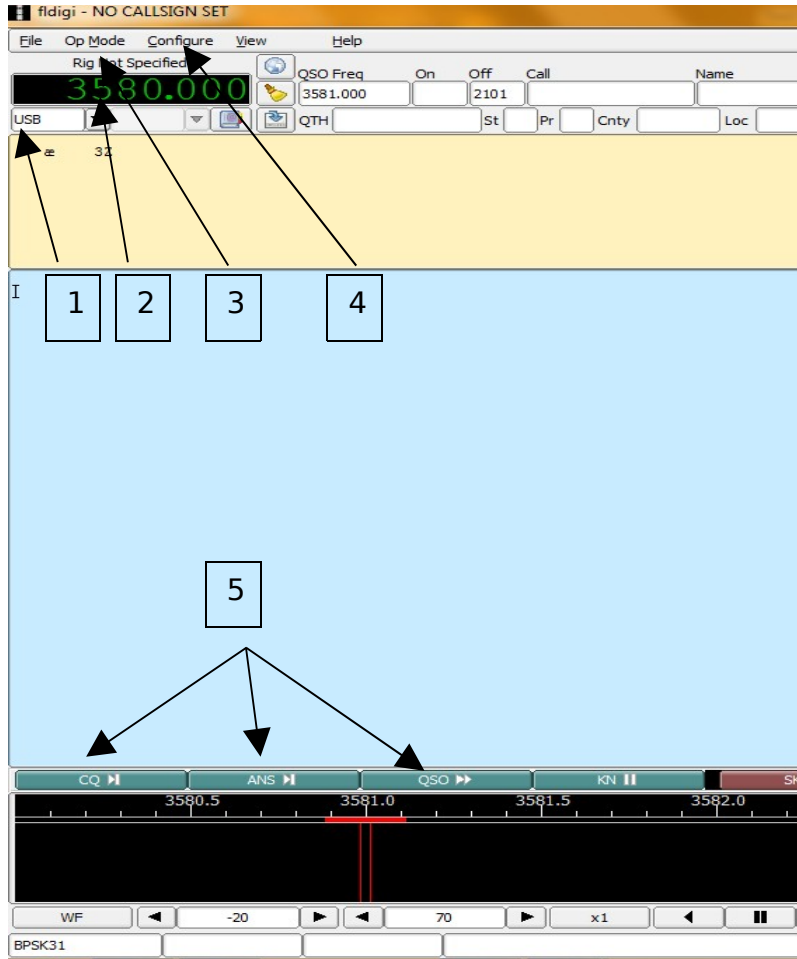 fldigi - NO CALLSIGN SET
File Op Mode Configure View Help
Rig Not Specified
QSO Freq On Off Call Name
3580.000
3581.000 2101
USB QTH St Pr Cnty Loc
æ 3Z
1 2 3 4
5
CQ ANS QSO KN SK
3580.5 3581.0 3581.5 3582.0
WF -20 70 x1
BPSK31